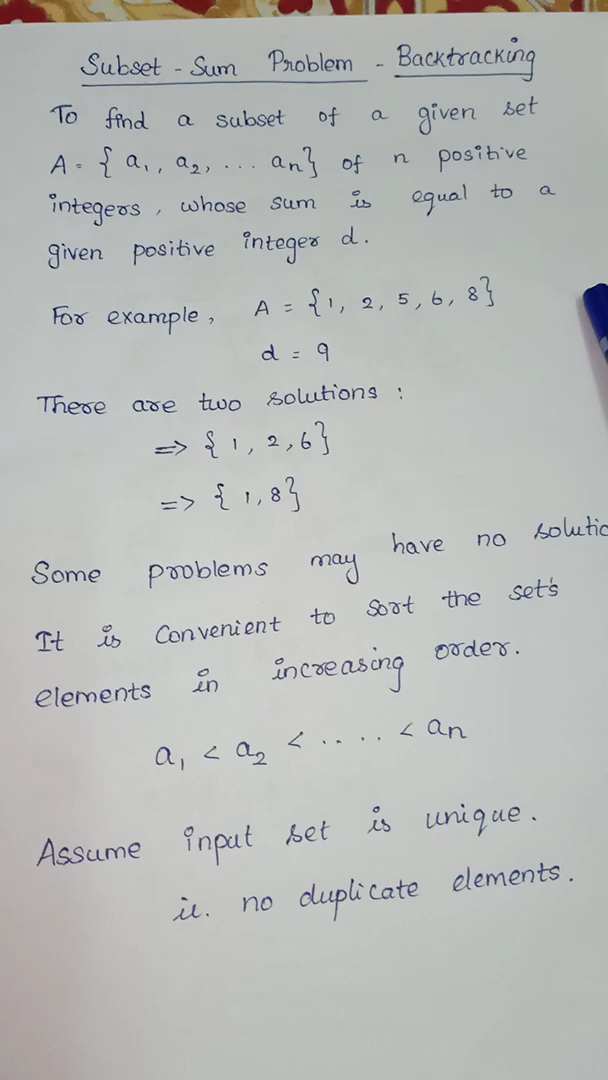 Subset - Sum Problem - Backtracking
To find a subset of a given set
A = { a1, a2, ... an} of n positive
integers, whose sum is equal to a
given positive integer d.
For example, A = {1, 2, 5, 6, 8}
d = 9
There are two solutions :
=> { 1, 2, 6}
=> { 1, 8}
Some problems may have no solutio
It is convenient to sort the set's
elements in increasing order.
a1 < a2 < .... < an
Assume input set is unique.
ie. no duplicate elements.